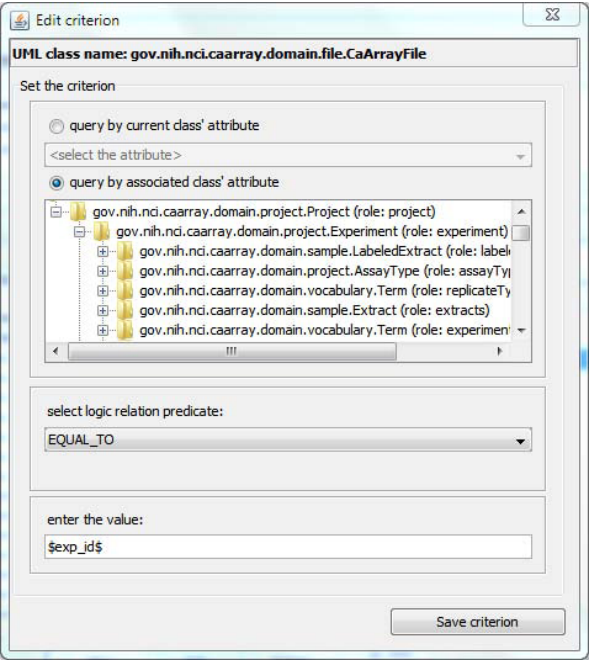 Edit criterion
UML class name: gov.nih.nci.caarray.domain.file.CaArrayFile
Set the criterion
query by current class' attribute
<select the attribute>
query by associated class' attribute
gov.nih.nci.caarray.domain.project.Project (role: project)
gov.nih.nci.caarray.domain.project.Experiment (role: experiment)
gov.nih.nci.caarray.domain.sample.LabeledExtract (role: labele
gov.nih.nci.caarray.domain.project.AssayType (role: assayTy
gov.nih.nci.caarray.domain.vocabulary.Term (role: replicateTy
gov.nih.nci.caarray.domain.sample.Extract (role: extracts)
gov.nih.nci.caarray.domain.vocabulary.Term (role: experimen
select logic relation predicate:
EQUAL_TO
enter the value:
$exp_id$
Save criterion